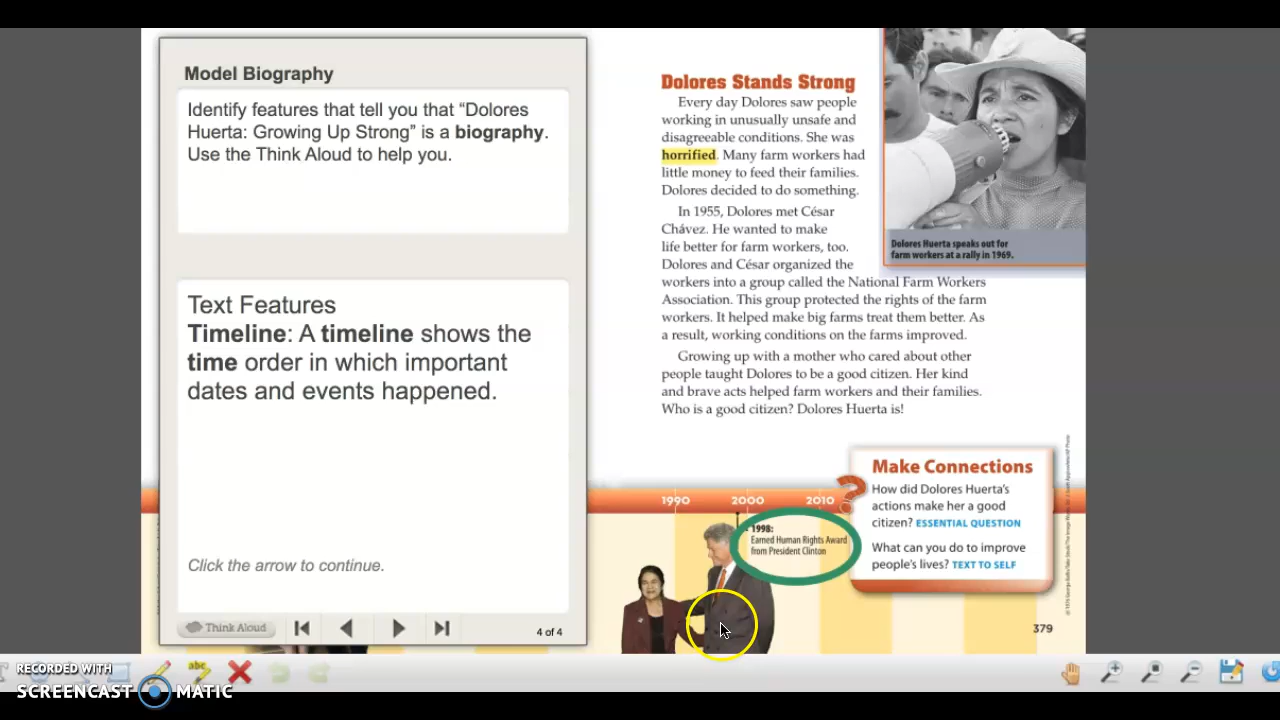 Model Biography
Identify features that tell you that “Dolores
Huerta: Growing Up Strong” is a biography.
Use the Think Aloud to help you.
Text Features
Timeline: A timeline shows the
time order in which important
dates and events happened.
Click the arrow to continue.
Think Aloud
4 of 4
Dolores Stands Strong
Every day Dolores saw people
working in unusually unsafe and
disagreeable conditions. She was
horrified. Many farm workers had
little money to feed their families.
Dolores decided to do something.
In 1955, Dolores met César
Chávez. He wanted to make
life better for farm workers, too.
Dolores and César organized the
workers into a group called the National Farm Workers
Association. This group protected the rights of the farm
workers. It helped make big farms treat them better. As
a result, working conditions on the farms improved.
Growing up with a mother who cared about other
people taught Dolores to be a good citizen. Her kind
and brave acts helped farm workers and their families.
Who is a good citizen? Dolores Huerta is!
Dolores Huerta speaks out for
farm workers at a rally in 1969.
1990 2000 2010
1998:
Earned Human Rights Award
from President Clinton
?
Make Connections
How did Dolores Huerta's
actions make her a good
citizen? ESSENTIAL QUESTION
What can you do to improve
people's lives? TEXT TO SELF
379
abc
RECORDED WITH
SCREENCAST MATIC